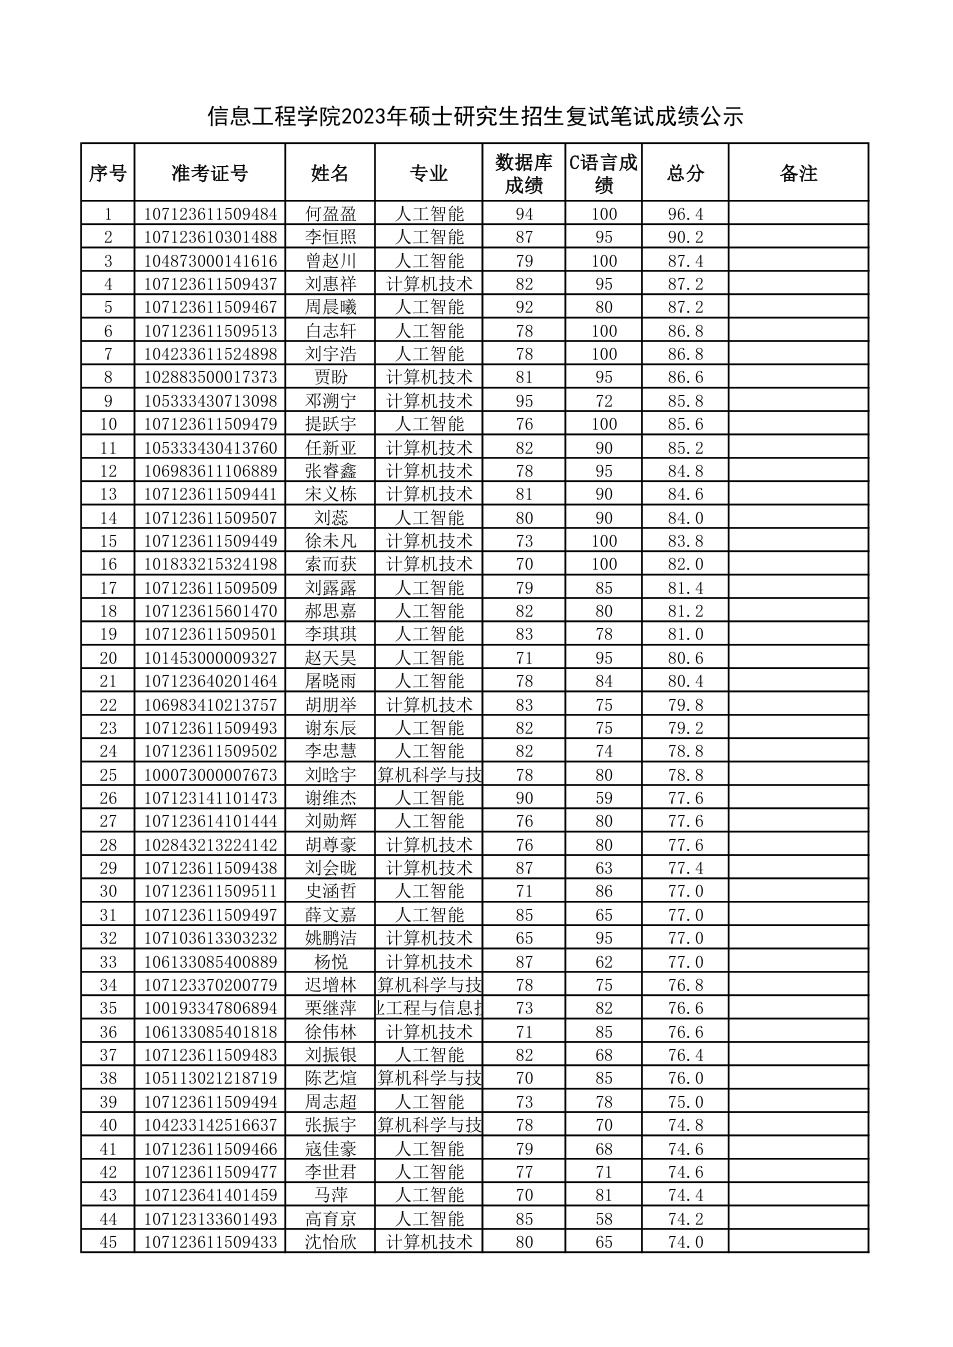 信息工程学院2023年硕士研究生招生复试笔试成绩公示
序号 准考证号 姓名 专业 数据库成绩 C语言成绩 总分 备注
1 107123611509484 何盈盈 人工智能 94 100 96.4
2 107123610301488 李恒照 人工智能 87 95 90.2
3 104873000141616 曾赵川 人工智能 79 100 87.4
4 107123611509437 刘惠祥 计算机技术 82 95 87.2
5 107123611509467 周晨曦 人工智能 92 80 87.2
6 107123611509513 白志轩 人工智能 78 100 86.8
7 104233611524898 刘宇浩 人工智能 78 100 86.8
8 102883500017373 贾盼 计算机技术 81 95 86.6
9 105333430713098 邓溯宁 计算机技术 95 72 85.8
10 107123611509479 提跃宇 人工智能 76 100 85.6
11 105333430413760 任新亚 计算机技术 82 90 85.2
12 106983611106889 张睿鑫 计算机技术 78 95 84.8
13 107123611509441 宋义栋 计算机技术 81 90 84.6
14 107123611509507 刘蕊 人工智能 80 90 84.0
15 107123611509449 徐未凡 计算机技术 73 100 83.8
16 101833215324198 索而获 计算机技术 70 100 82.0
17 107123611509509 刘露露 人工智能 79 85 81.4
18 107123615601470 郝思嘉 人工智能 82 80 81.2
19 107123611509501 李琪琪 人工智能 83 78 81.0
20 101453000009327 赵天昊 人工智能 71 95 80.6
21 107123640201464 屠晓雨 人工智能 78 84 80.4
22 106983410213757 胡朋举 计算机技术 83 75 79.8
23 107123611509493 谢东辰 人工智能 82 75 79.2
24 107123611509502 李忠慧 人工智能 82 74 78.8
25 100073000007673 刘晗宇 算机科学与技 78 80 78.8
26 107123141101473 谢维杰 人工智能 90 59 77.6
27 107123614101444 刘勋辉 人工智能 76 80 77.6
28 102843213224142 胡尊豪 计算机技术 76 80 77.6
29 107123611509438 刘会昽 计算机技术 87 63 77.4
30 107123611509511 史涵哲 人工智能 71 86 77.0
31 107123611509497 薛文嘉 人工智能 85 65 77.0
32 107103613303232 姚鹏洁 计算机技术 65 95 77.0
33 106133085400889 杨悦 计算机技术 87 62 77.0
34 107123370200779 迟增林 算机科学与技 78 75 76.8
35 100193347806894 栗继萍 业工程与信息技 73 82 76.6
36 106133085401818 徐伟林 计算机技术 71 85 76.6
37 107123611509483 刘振银 人工智能 82 68 76.4
38 105113021218719 陈艺煊 算机科学与技 70 85 76.0
39 107123611509494 周志超 人工智能 73 78 75.0
40 104233142516637 张振宇 算机科学与技 78 70 74.8
41 107123611509466 寇佳豪 人工智能 79 68 74.6
42 107123611509477 李世君 人工智能 77 71 74.6
43 107123641401459 马萍 人工智能 70 81 74.4
44 107123133601493 高育京 人工智能 85 58 74.2
45 107123611509433 沈怡欣 计算机技术 80 65 74.0